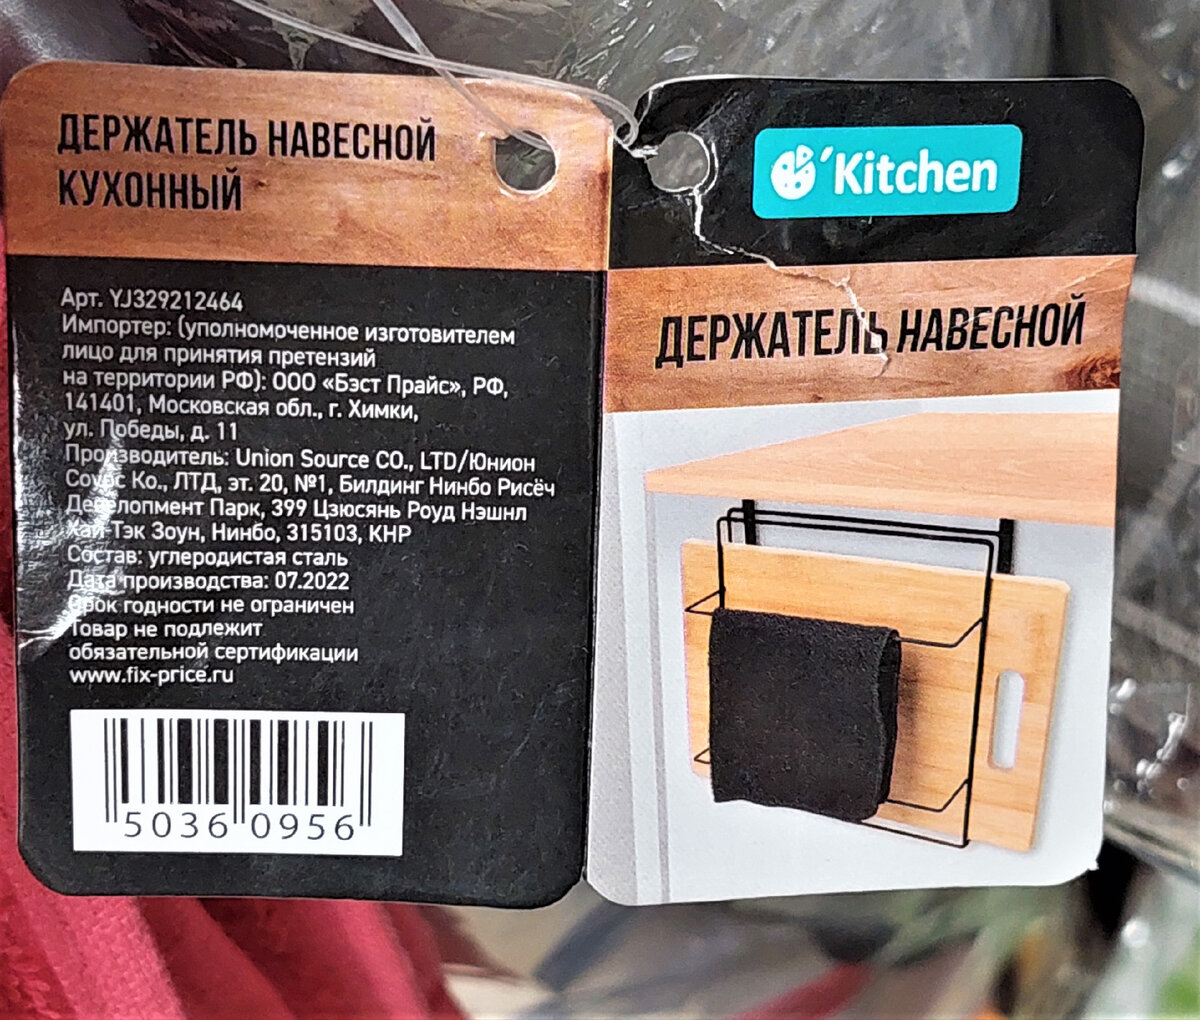 ДЕРЖАТЕЛЬ НАВЕСНОЙ
КУХОННЫЙ
Арт. YJ329212464
Импортер: (уполномоченное изготовителем
лицо для принятия претензий
на территории РФ): ООО «Бэст Прайс», РФ,
141401, Московская обл., г. Химки,
ул. Победы, д. 11
Производитель: Union Source CO., LTD/Юнион
Соурс Ко., ЛТД, эт. 20, №1, Билдинг Нинбо Рисёч
Девелопмент Парк, 399 Цзюсянь Роуд Нэшнл
Хай Тэк Зоун, Нинбо, 315103, КНР
Состав: углеродистая сталь
Дата производства: 07.2022
Срок годности не ограничен
Товар не подлежит
обязательной сертификации
www.fix-price.ru
5036 0956
´Kitchen
ДЕРЖАТЕЛЬ НАВЕСНОЙ